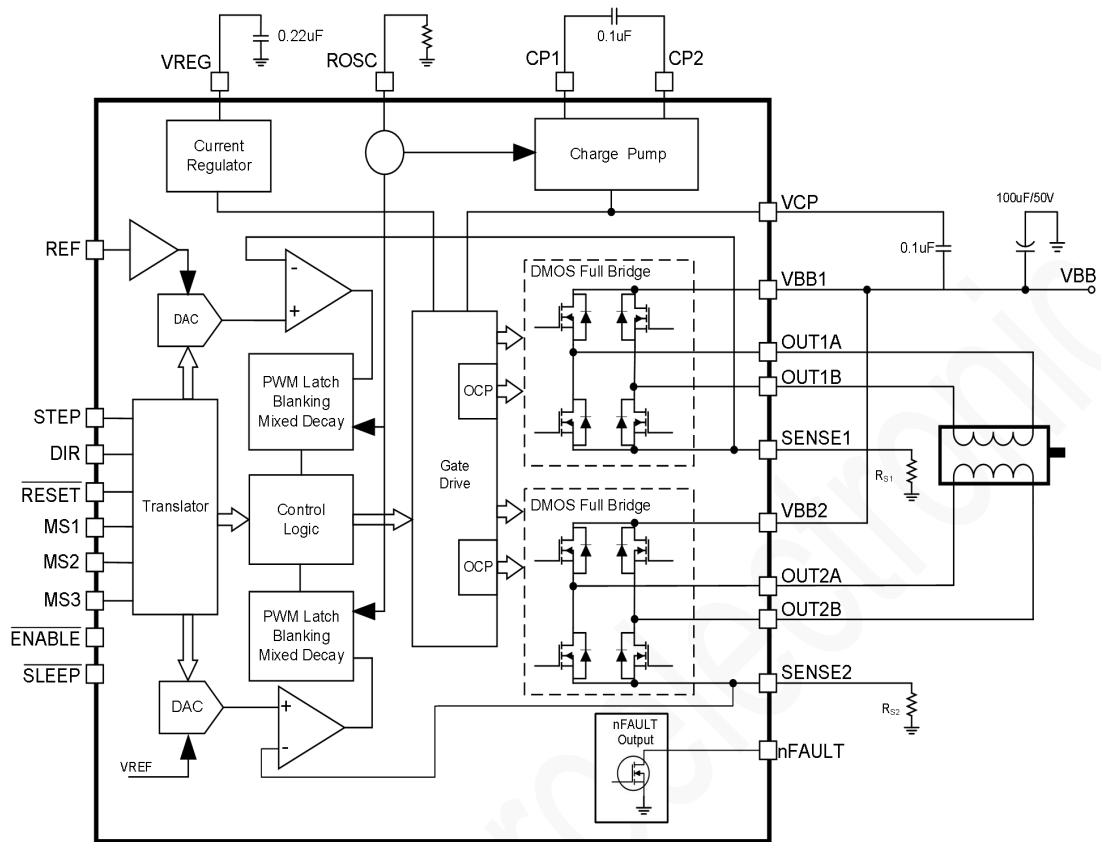 0.22uF
0.1uF
VREG
ROSC
CP1
CP2
Current
Regulator
Charge Pump
VCP
100uF/50V
REF
0.1uF
VBB
-
+
DMOS Full Bridge
VBB1
DAC
OUT1A
PWM Latch
Blanking
Mixed Decay
OCP
OUT1B
STEP
DIR
SENSE1
RESET
Translator
Control
Logic
Gate
Drive
RS1
MS1
DMOS Full Bridge
VBB2
MS2
OCP
MS3
OUT2A
PWM Latch
Blanking
Mixed Decay
OUT2B
ENABLE
SLEEP
SENSE2
DAC
+
-
RS2
nFAULT
Output
nFAULT
VREF